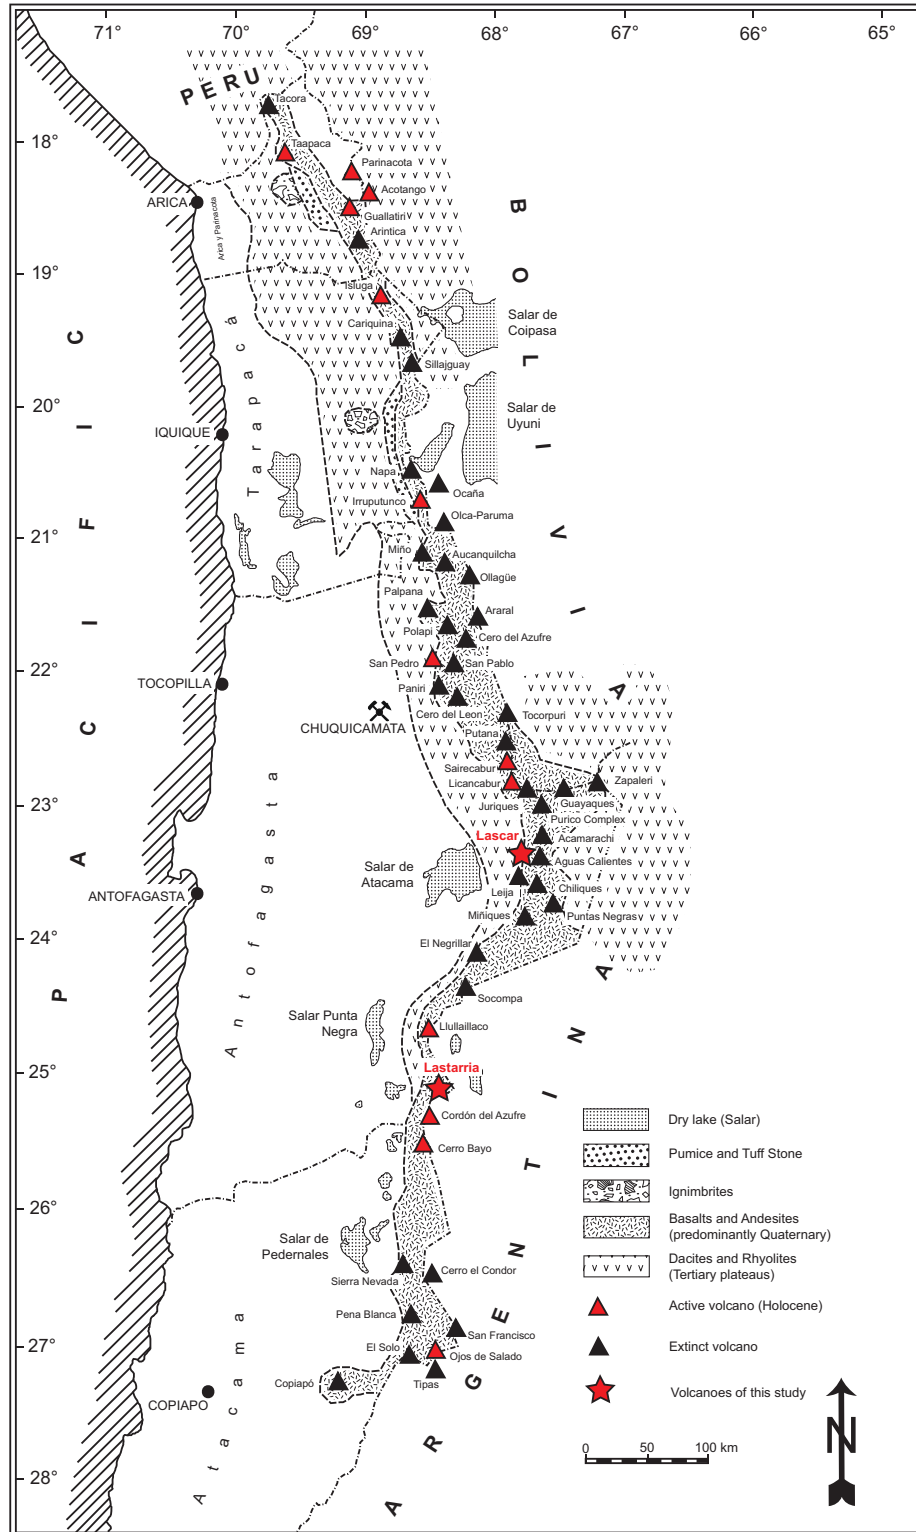 71°
70°
69°
68°
67°
66°
65°
PERU
Tacora
18°
Taapaca
Parinacota
Acotango
ARICA
Arica y Parinacota
Guallatiri
Arintica
19°
Isluga
Salar de
Coipasa
Cariquina
Sillajguay
20°
Salar de
Uyuni
IQUIQUE
Tarapacá
Napa
Ocaña
Irruputunco
Olca-Paruma
21°
Miño
Aucanquilcha
Ollagüe
Palpana
Araral
Polapi
Cero del Azufre
San Pedro
San Pablo
22°
TOCOPILLA
Paniri
CHUQUICAMATA
Cero del Leon
Tocorpuri
Putana
Sairecabur
Licancabur
Zapaleri
Juriques
Guayaques
23°
Purico Complex
Lascar
Acamarachi
Salar de
Atacama
Aguas Calientes
ANTOFAGASTA
Leija
Chiliques
Miñiques
Puntas Negras
24°
El Negrillar
Antofagasta
Socompa
Salar Punta
Negra
Llullaillaco
25°
Lastarria
Cordón del Azufre
Cerro Bayo
26°
Salar de
Pedernales
Sierra Nevada
Cerro el Condor
Pena Blanca
San Francisco
27°
El Solo
Ojos de Salado
Copiapó
Tipas
COPIAPÓ
Atacama
28°
PACIFIC
BOLIVIA
ARGENTINA
Dry lake (Salar)
Pumice and Tuff Stone
Ignimbrites
Basalts and Andesites
(predominantly Quaternary)
Dacites and Rhyolites
(Tertiary plateaus)
Active volcano (Holocene)
Extinct volcano
Volcanoes of this study
0 50 100 km
N